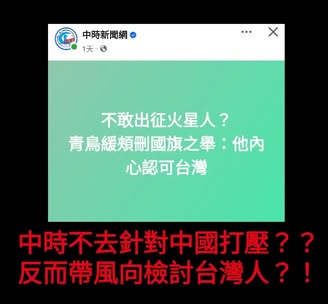 中時新聞網
1天
不敢出征火星人？
青鳥緩頰刪國旗之舉：他內
心認可台灣
中時不去針對中國打壓？？
反而帶風向檢討台灣人？！